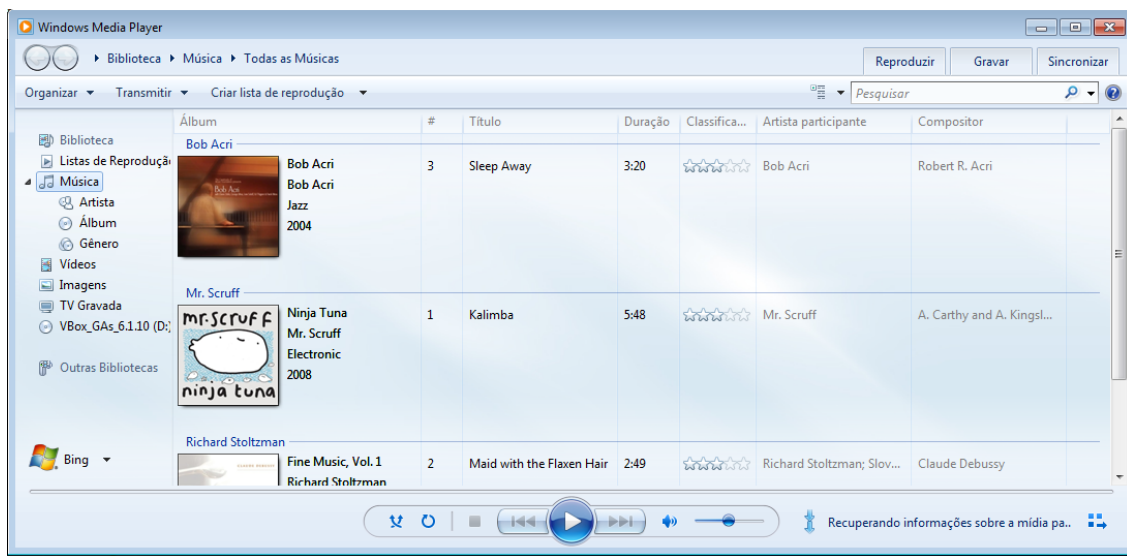 Windows Media Player
Biblioteca Música Todas as Músicas
Reproduzir Gravar Sincronizar
Organizar Transmitir Criar lista de reprodução
Pesquisar
Álbum # Título Duração Classifica... Artista participante Compositor
Biblioteca
Listas de Reproduçã
Música
Artista
Álbum
Gênero
Vídeos
Imagens
TV Gravada
VBox_GAs_6.1.10 (D:)
Outras Bibliotecas
Bing
Bob Acri
Bob Acri
Bob Acri
Bob Acri
Jazz
2004
3 Sleep Away 3:20 Bob Acri Robert R. Acri
Mr. Scruff
mr.scruff
ninja tuna
Ninja Tuna
Mr. Scruff
Electronic
2008
1 Kalimba 5:48 Mr. Scruff A. Carthy and A. Kingsl...
Richard Stoltzman
Fine Music, Vol. 1
Richard Stoltzman
2 Maid with the Flaxen Hair 2:49 Richard Stoltzman; Slov... Claude Debussy
Recuperando informações sobre a mídia pa..